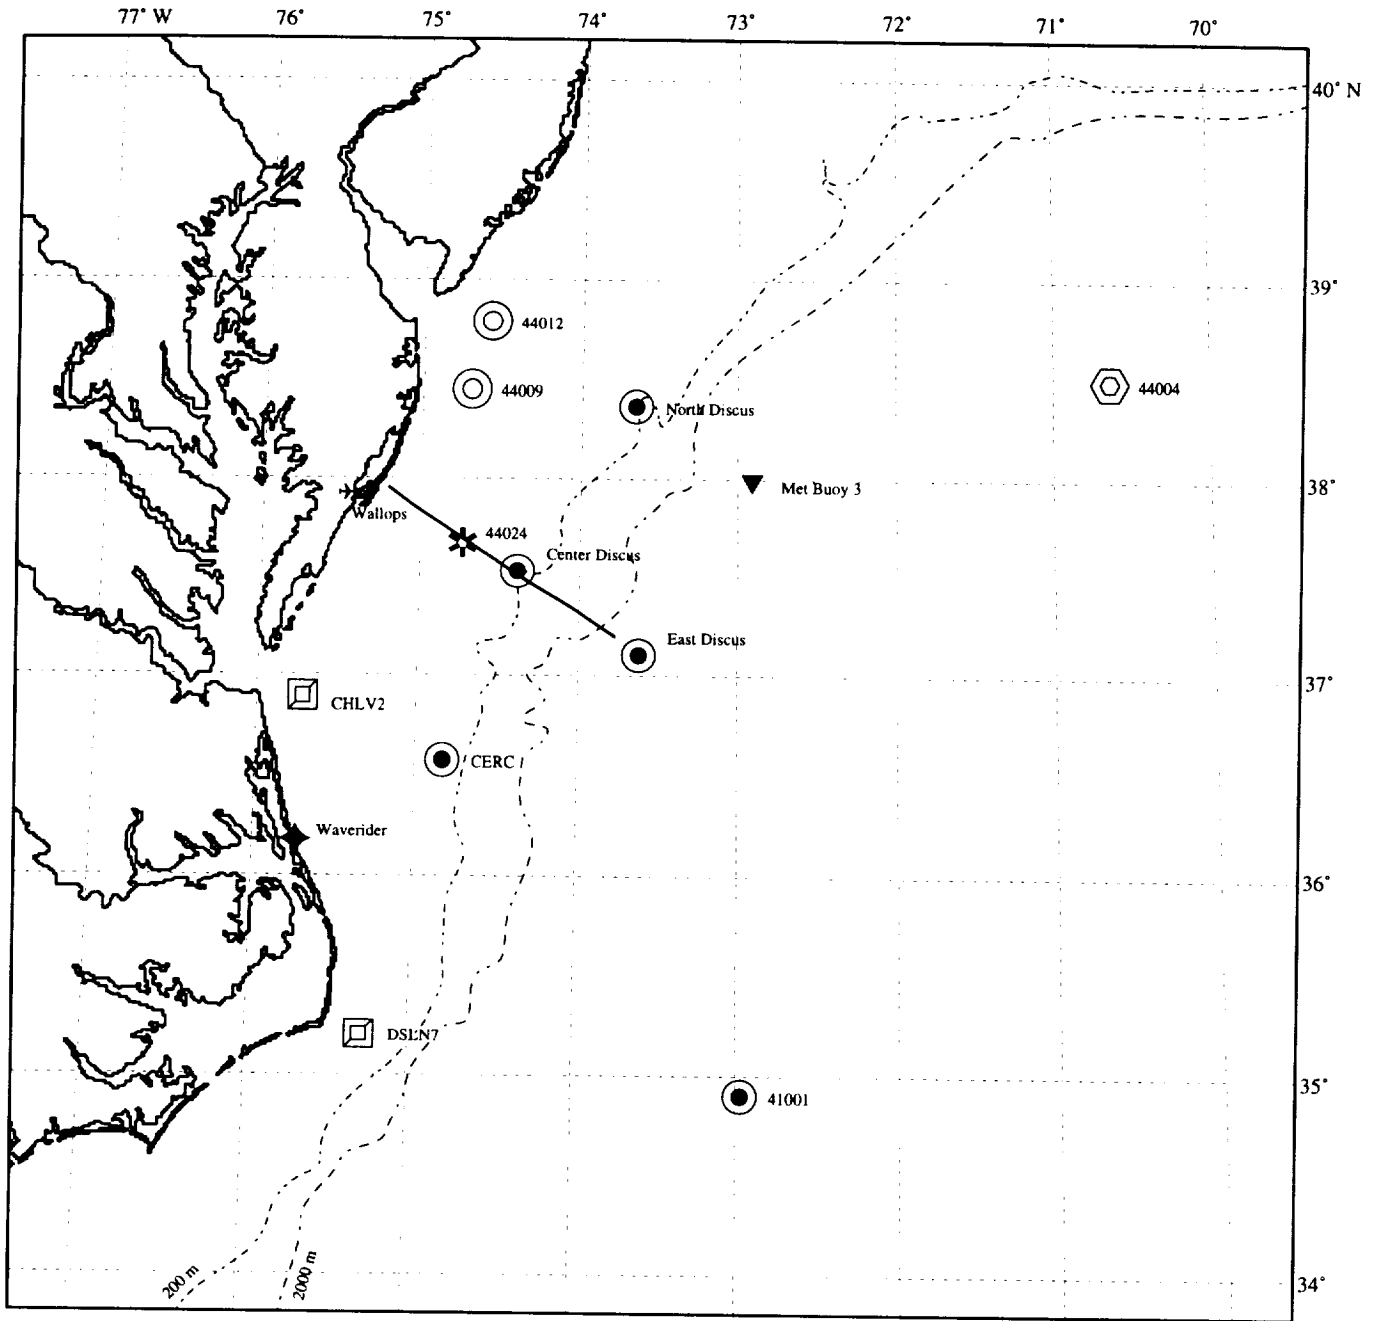 77° W 76° 75° 74° 73° 72° 71° 70°
40° N
39°
44012
44009
44004
North Discus
38°
Met Buoy 3
Wallops
44024
Center Discus
East Discus
37°
CHLV2
CERC
Waverider
36°
DSLN7
35°
41001
200 m
2000 m
34°